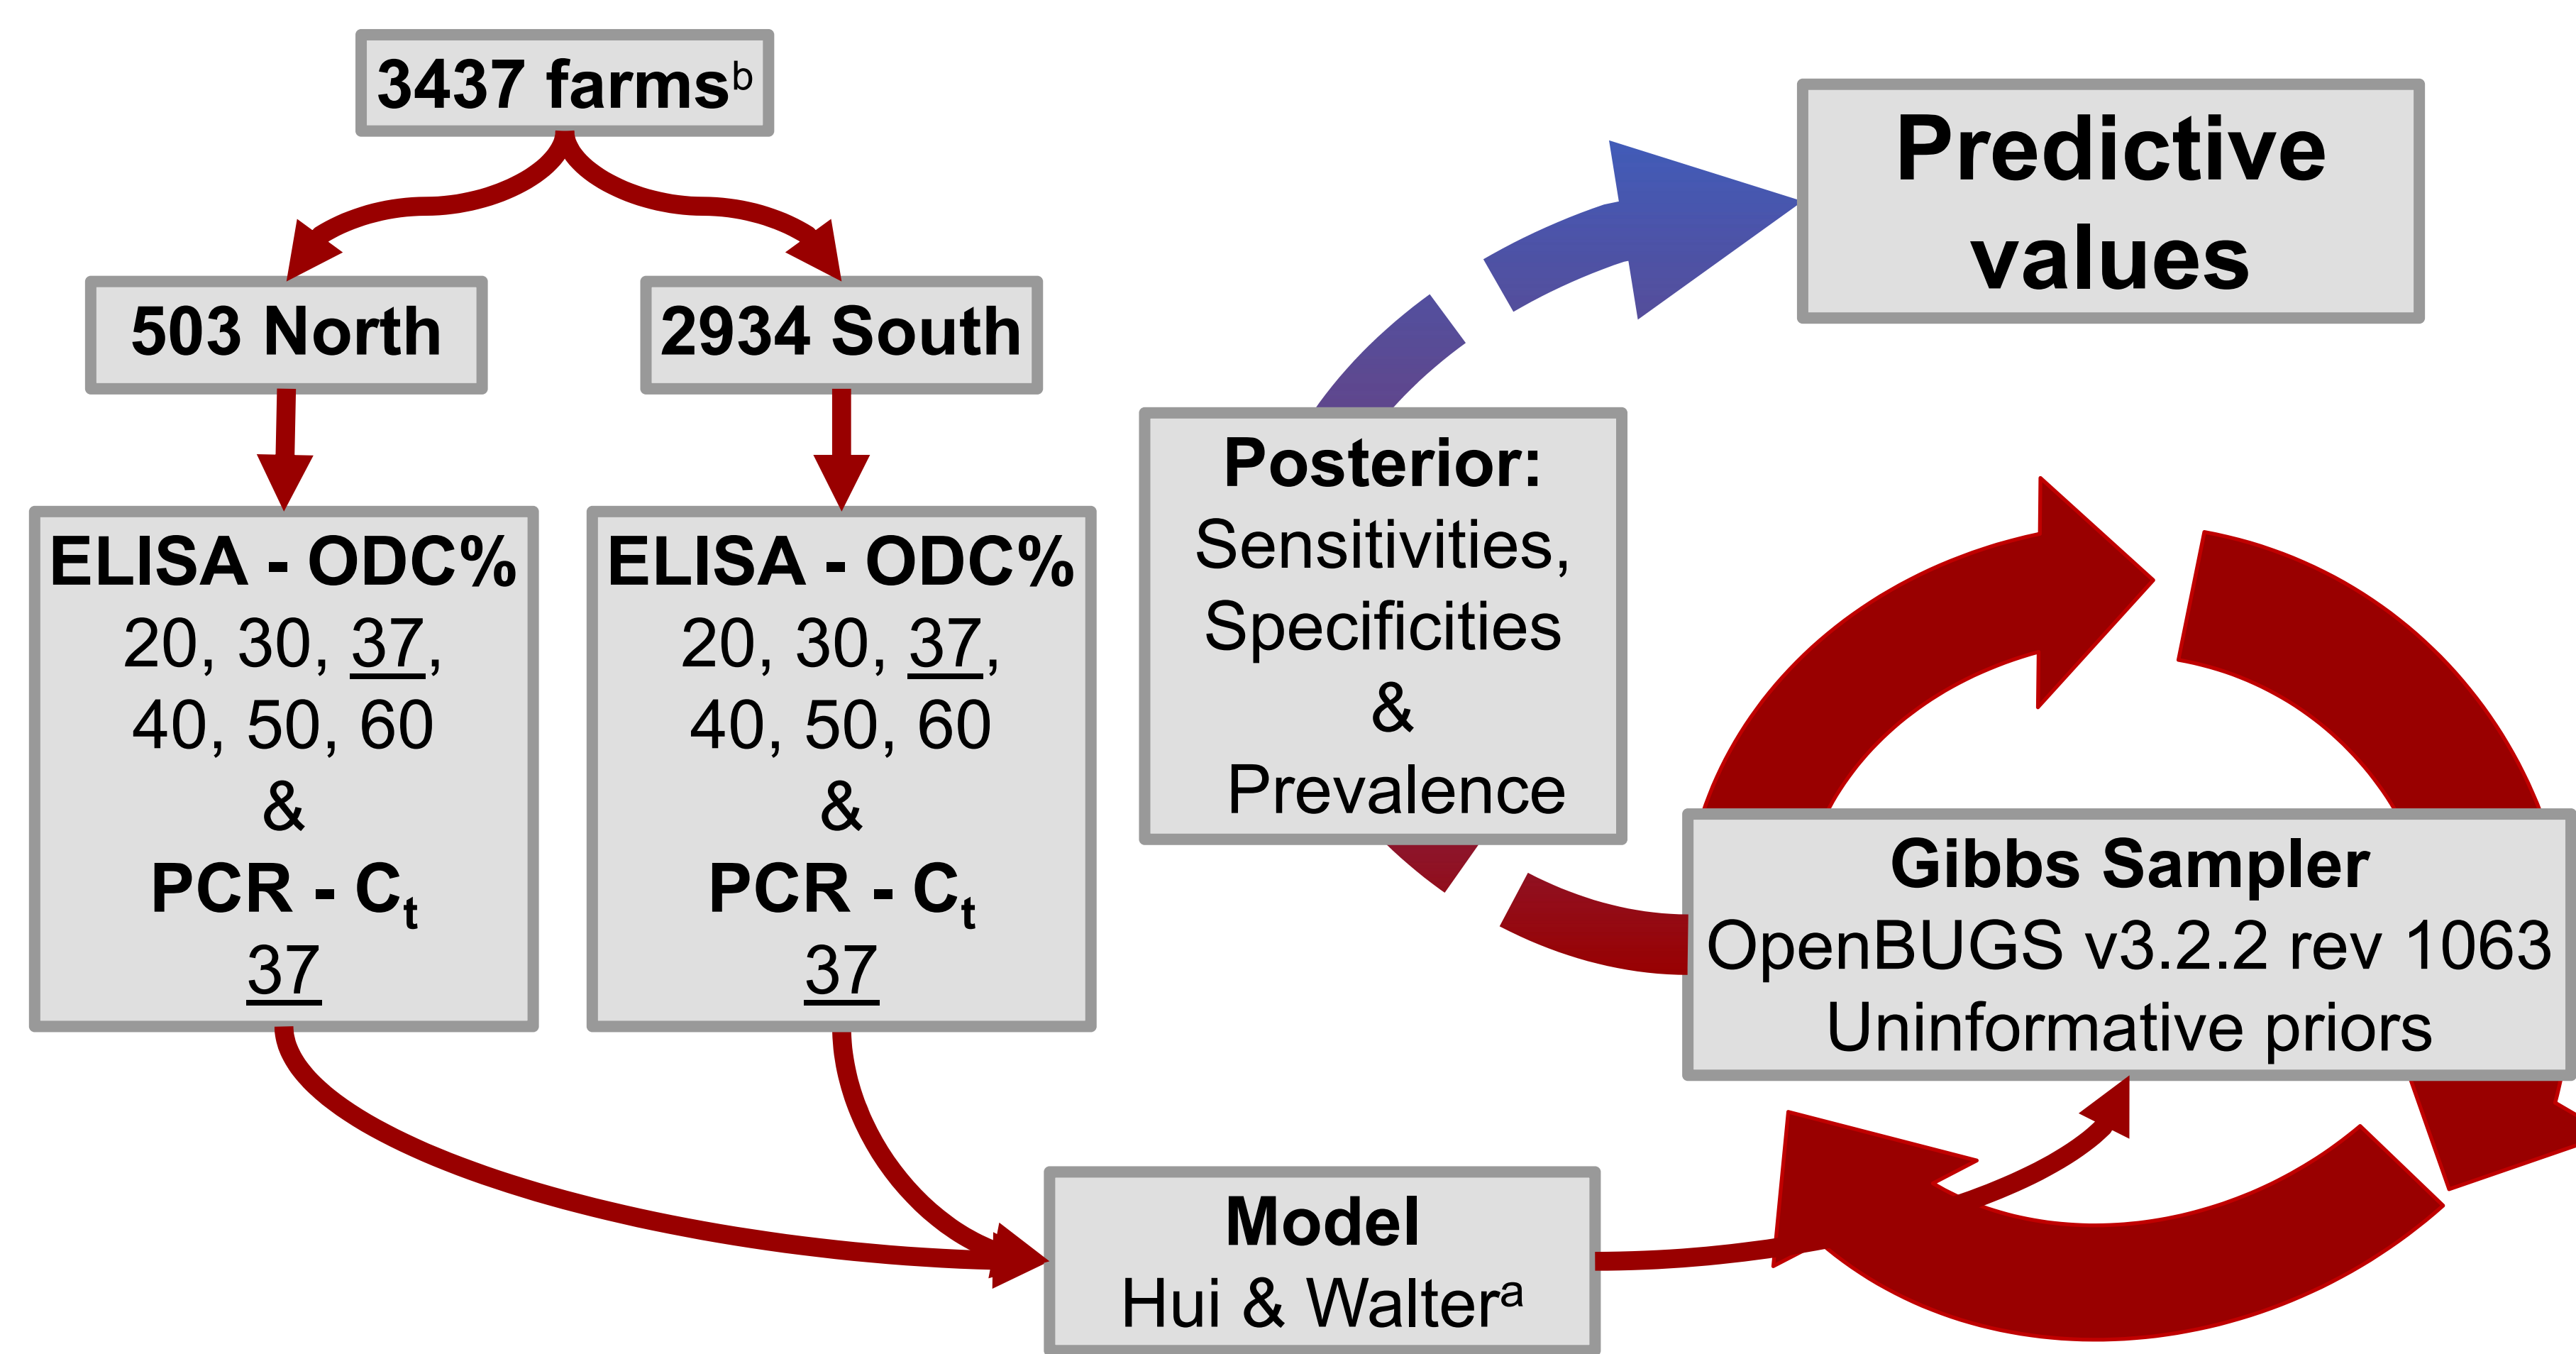 3437 farmsᵇ
503 North
2934 South
ELISA - ODC%
20, 30, 37,
40, 50, 60
&
PCR - Cₜ
37
ELISA - ODC%
20, 30, 37,
40, 50, 60
&
PCR - Cₜ
37
Model
Hui & Walterᵃ
Gibbs Sampler
OpenBUGS v3.2.2 rev 1063
Uninformative priors
Posterior:
Sensitivities,
Specificities
&
Prevalence
Predictive
values